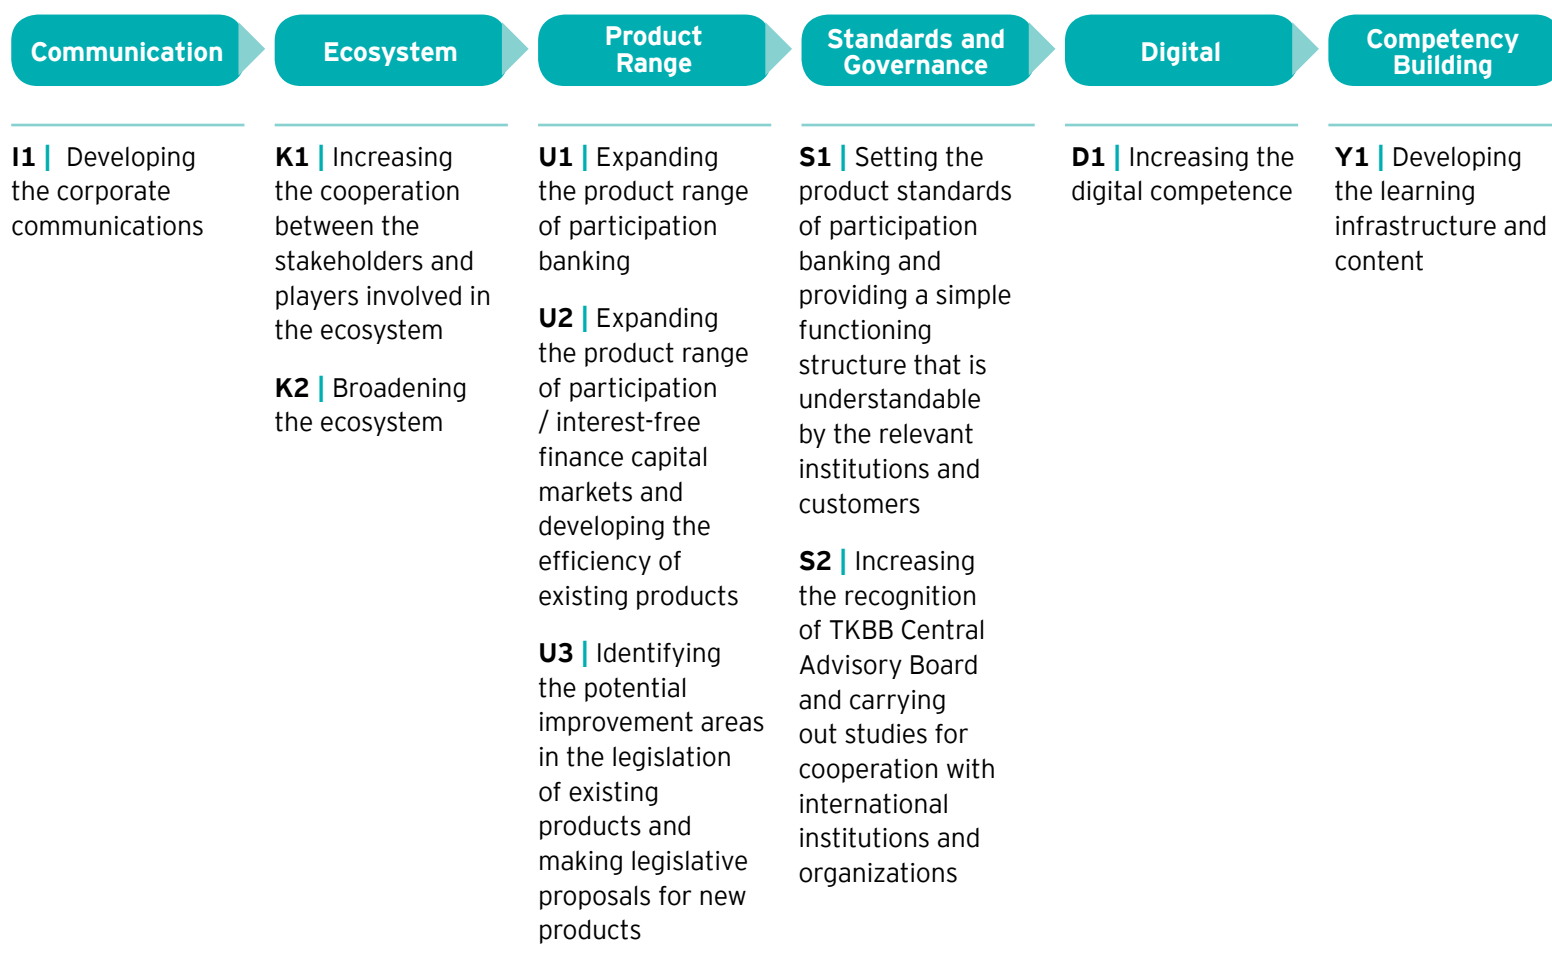 Communication
Ecosystem
Product
Range
Standards and
Governance
Digital
Competency
Building
I1 | Developing
the corporate
communications
K1 | Increasing
the cooperation
between the
stakeholders and
players involved in
the ecosystem
K2 | Broadening
the ecosystem
U1 | Expanding
the product range
of participation
banking
U2 | Expanding
the product range
of participation
/ interest-free
finance capital
markets and
developing the
efficiency of
existing products
U3 | Identifying
the potential
improvement areas
in the legislation
of existing
products and
making legislative
proposals for new
products
S1 | Setting the
product standards
of participation
banking and
providing a simple
functioning
structure that is
understandable
by the relevant
institutions and
customers
S2 | Increasing
the recognition
of TKBB Central
Advisory Board
and carrying
out studies for
cooperation with
international
institutions and
organizations
D1 | Increasing the
digital competence
Y1 | Developing
the learning
infrastructure and
content